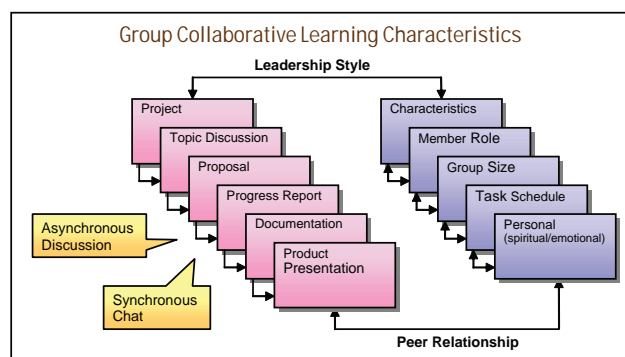 Group Collaborative Learning Characteristics
Leadership Style
Project
Topic Discussion
Proposal
Progress Report
Documentation
Product
Presentation
Characteristics
Member Role
Group Size
Task Schedule
Personal
(spiritual/emotional)
Asynchronous
Discussion
Synchronous
Chat
Peer Relationship